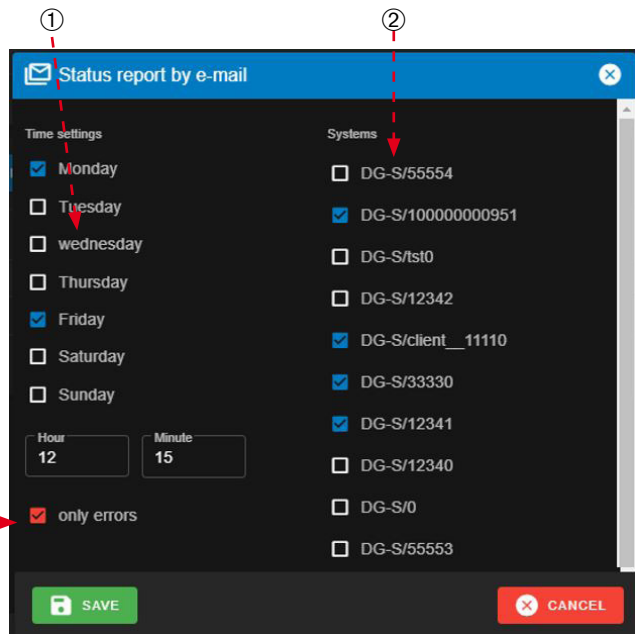 ① ②
Status report by e-mail
Time settings
Monday
Tuesday
wednesday
Thursday
Friday
Saturday
Sunday
Hour
12
Minute
15
only errors
Systems
DG-S/55554
DG-S/100000000951
DG-S/tst0
DG-S/12342
DG-S/client__11110
DG-S/33330
DG-S/12341
DG-S/12340
DG-S/0
DG-S/55553
SAVE
CANCEL